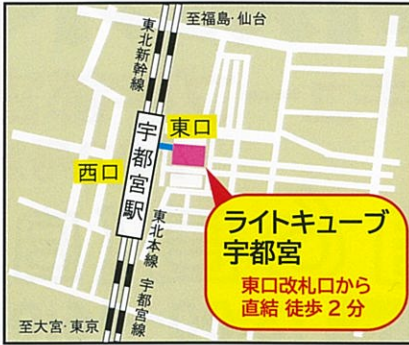 至福島・仙台
東北新幹線
東口
宇都宮駅
西口
東北本線 宇都宮線
ライトキューブ
宇都宮
東口改札口から
直結 徒歩2分
至大宮・東京